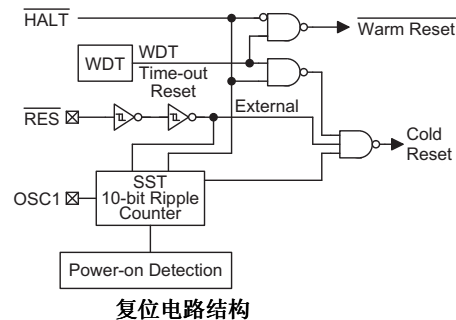 HALT
Warm Reset
WDT
WDT
Time-out
Reset
RES
External
Cold
Reset
OSC1
SST
10-bit Ripple
Counter
Power-on Detection
复位电路结构